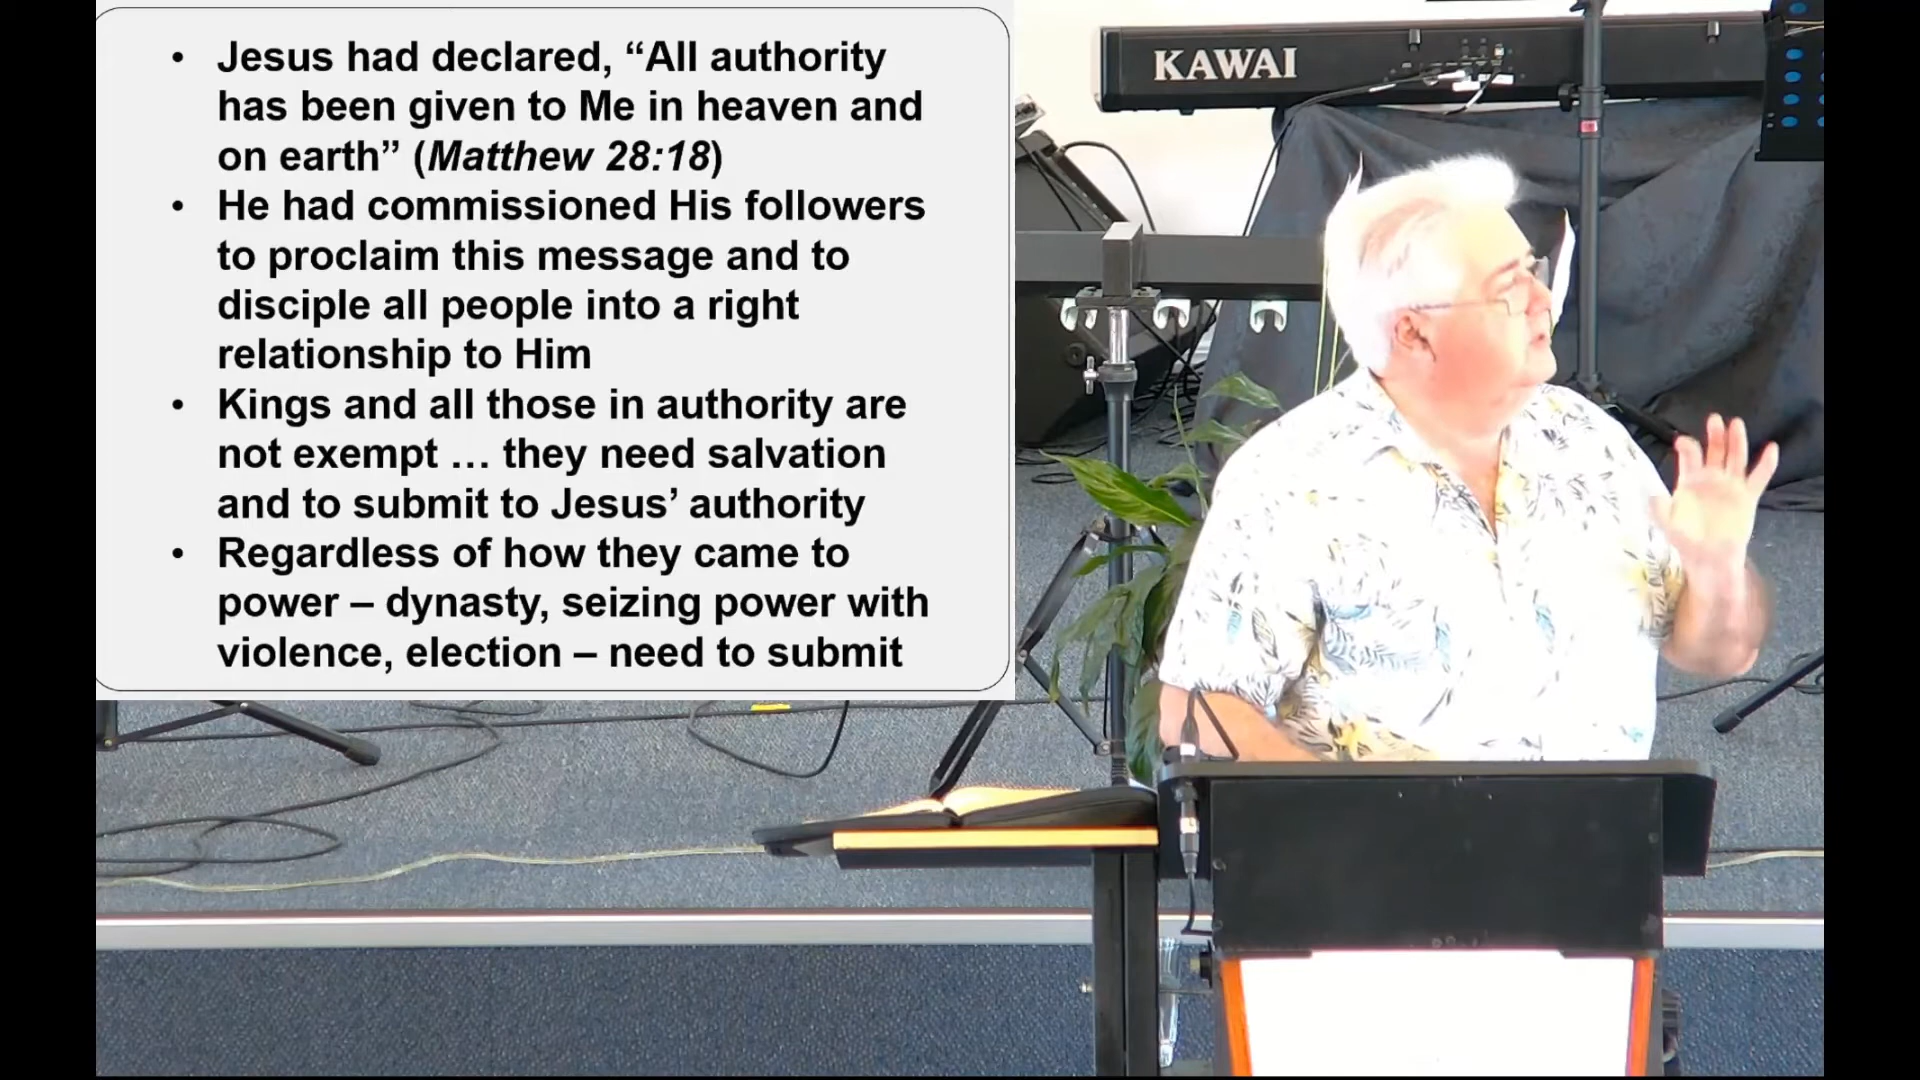 • Jesus had declared, “All authority
has been given to Me in heaven and
on earth” (Matthew 28:18)
• He had commissioned His followers
to proclaim this message and to
disciple all people into a right
relationship to Him
• Kings and all those in authority are
not exempt … they need salvation
and to submit to Jesus’ authority
• Regardless of how they came to
power – dynasty, seizing power with
violence, election – need to submit
KAWAI